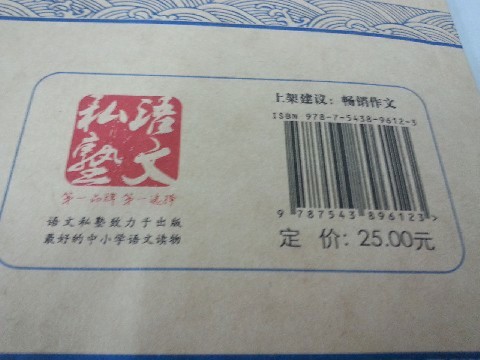 语文
私塾
第一品牌 第一选择
语文私塾致力于出版
最好的中小学语文读物
上架建议：畅销作文
ISBN 978-7-5438-9612-3
9 787543 896123 >
定 价：25.00元